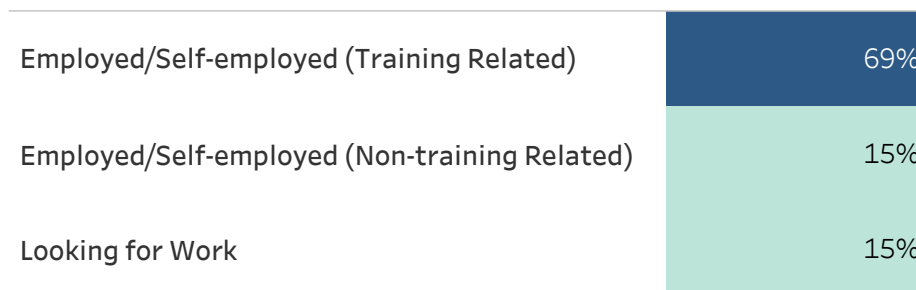 Employed/Self-employed (Training Related) 69%
Employed/Self-employed (Non-training Related) 15%
Looking for Work 15%